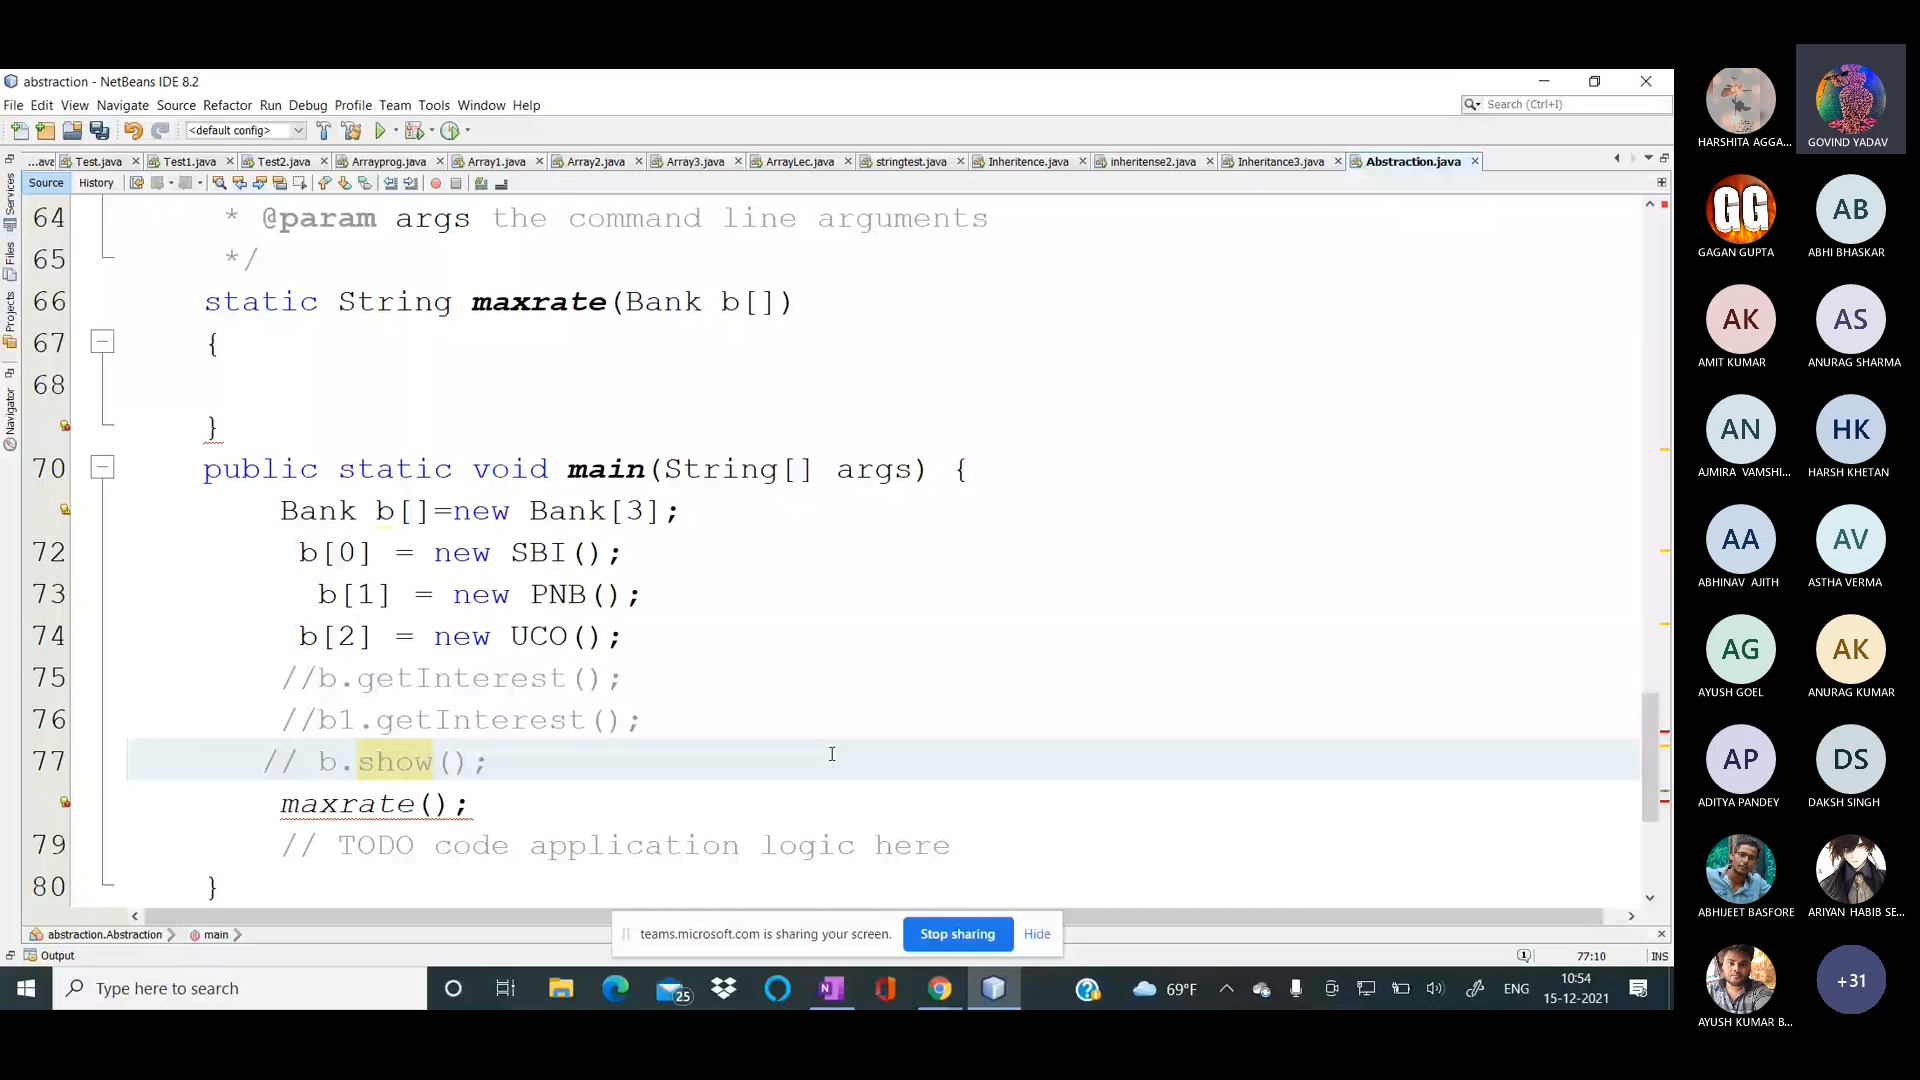 abstraction - NetBeans IDE 8.2
File Edit View Navigate Source Refactor Run Debug Profile Team Tools Window Help
Search (Ctrl+I)
<default config>
...ava Test.java Test1.java Test2.java Arrayprog.java Array1.java Array2.java Array3.java ArrayLec.java stringtest.java Inheritence.java inheritense2.java Inheritance3.java Abstraction.java
Source History
Services
Files
Projects
Navigator
64 * @param args the command line arguments
65 */
66 static String maxrate(Bank b[])
67 {
68
}
70 public static void main(String[] args) {
Bank b[]=new Bank[3];
72 b[0] = new SBI();
73 b[1] = new PNB();
74 b[2] = new UCO();
75 //b.getInterest();
76 //b1.getInterest();
77 // b.show();
maxrate();
79 // TODO code application logic here
80 }
teams.microsoft.com is sharing your screen. Stop sharing Hide
abstraction.Abstraction main
Output
1 77:10 INS
Type here to search
25
N
69°F
ENG
10:54
15-12-2021
HARSHITA AGGA...
GOVIND YADAV
GG
GAGAN GUPTA
AB
ABHI BHASKAR
AK
AMIT KUMAR
AS
ANURAG SHARMA
AN
AJMIRA VAMSHI...
HK
HARSH KHETAN
AA
ABHINAV AJITH
AV
ASTHA VERMA
AG
AYUSH GOEL
AK
ANURAG KUMAR
AP
ADITYA PANDEY
DS
DAKSH SINGH
ABHIJEET BASFORE
ARIYAN HABIB SE...
AYUSH KUMAR B...
+31